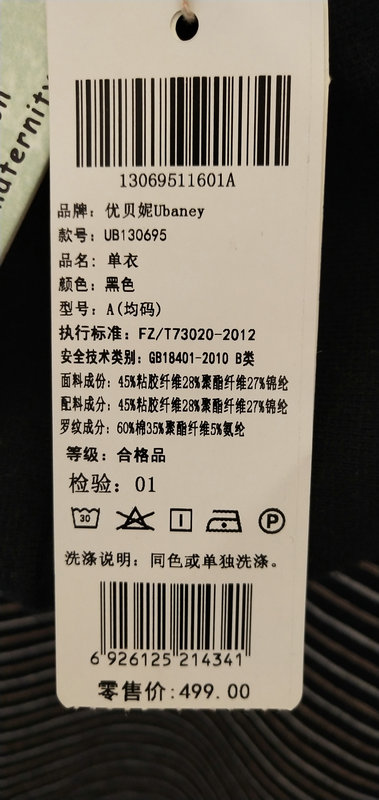 maternity
13069511601A
品牌：优贝妮Ubaney
款号：UB130695
品名：单衣
颜色：黑色
型号：A(均码)
执行标准：FZ/T73020-2012
安全技术类别：GB18401-2010 B类
面料成份：45%粘胶纤维28%聚酯纤维27%锦纶
配料成分：45%粘胶纤维28%聚酯纤维27%锦纶
罗纹成分：60%棉35%聚酯纤维5%氨纶
等级：合格品
检验：01
30
P
洗涤说明：同色或单独洗涤。
6 926125 214341
零售价:499.00